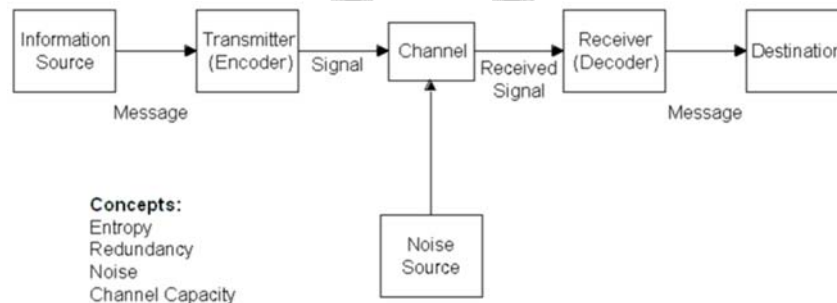 Information
Source
Transmitter
(Encoder)
Channel
Receiver
(Decoder)
Destination
Signal
Received
Signal
Message
Message
Concepts:
Entropy
Redundancy
Noise
Channel Capacity
Noise
Source